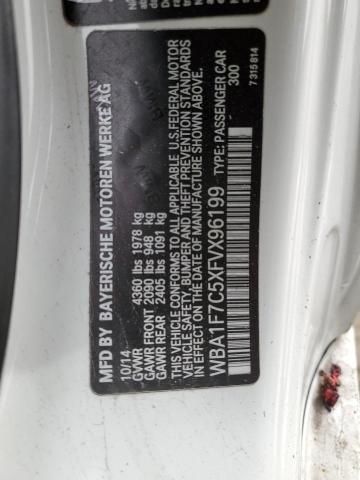 MFD BY BAYERISCHE MOTOREN WERKE AG
10/14
GVWR 4360 lbs 1978 kg
GAWR FRONT 2090 lbs 948 kg
GAWR REAR 2405 lbs 1091 kg
THIS VEHICLE CONFORMS TO ALL APPLICABLE U.S.FEDERAL MOTOR
VEHICLE SAFETY, BUMPER, AND THEFT PREVENTION STANDARDS
IN EFFECT ON THE DATE OF MANUFACTURE SHOWN ABOVE.
WBA1F7C5XFVX96199 TYPE: PASSENGER CAR
300
7315814